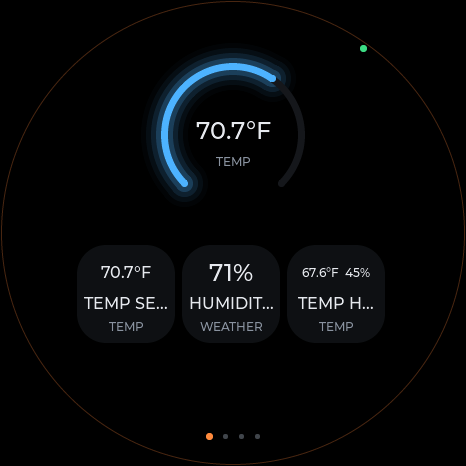 70.7°F
TEMP
70.7°F 71% 67.6°F 45%
TEMP SE... HUMIDIT... TEMP H...
TEMP WEATHER TEMP